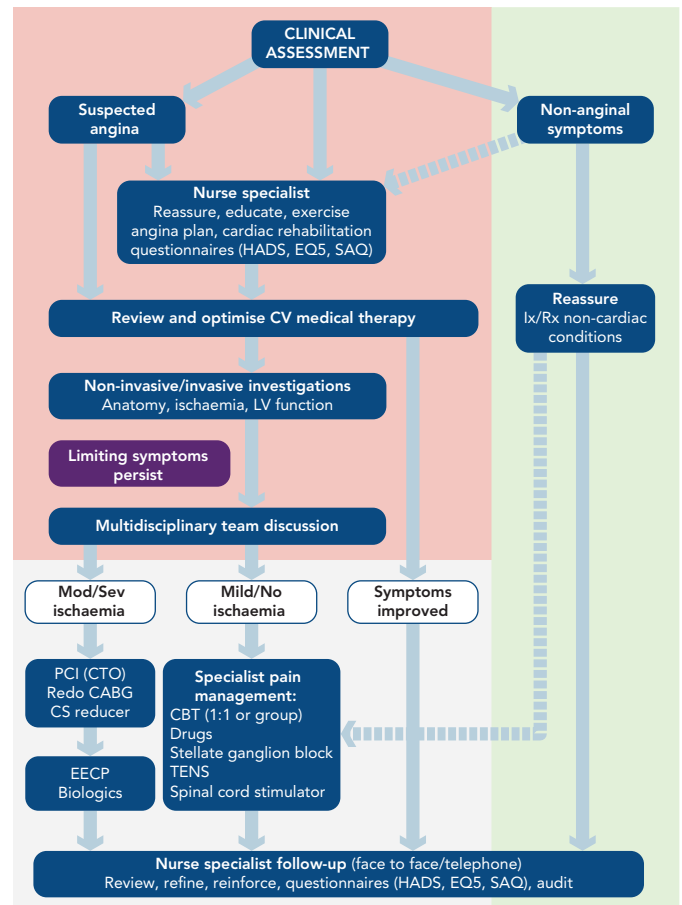 CLINICAL
ASSESSMENT
Suspected
angina
Non-anginal
symptoms
Nurse specialist
Reassure, educate, exercise
angina plan, cardiac rehabilitation
questionnaires (HADS, EQ5, SAQ)
Review and optimise CV medical therapy
Reassure
Ix/Rx non-cardiac
conditions
Non-invasive/invasive investigations
Anatomy, ischaemia, LV function
Limiting symptoms
persist
Multidisciplinary team discussion
Mod/Sev
ischaemia
Mild/No
ischaemia
Symptoms
improved
PCI (CTO)
Redo CABG
CS reducer
Specialist pain
management:
CBT (1:1 or group)
Drugs
Stellate ganglion block
TENS
Spinal cord stimulator
EECP
Biologics
Nurse specialist follow-up (face to face/telephone)
Review, refine, reinforce, questionnaires (HADS, EQ5, SAQ), audit